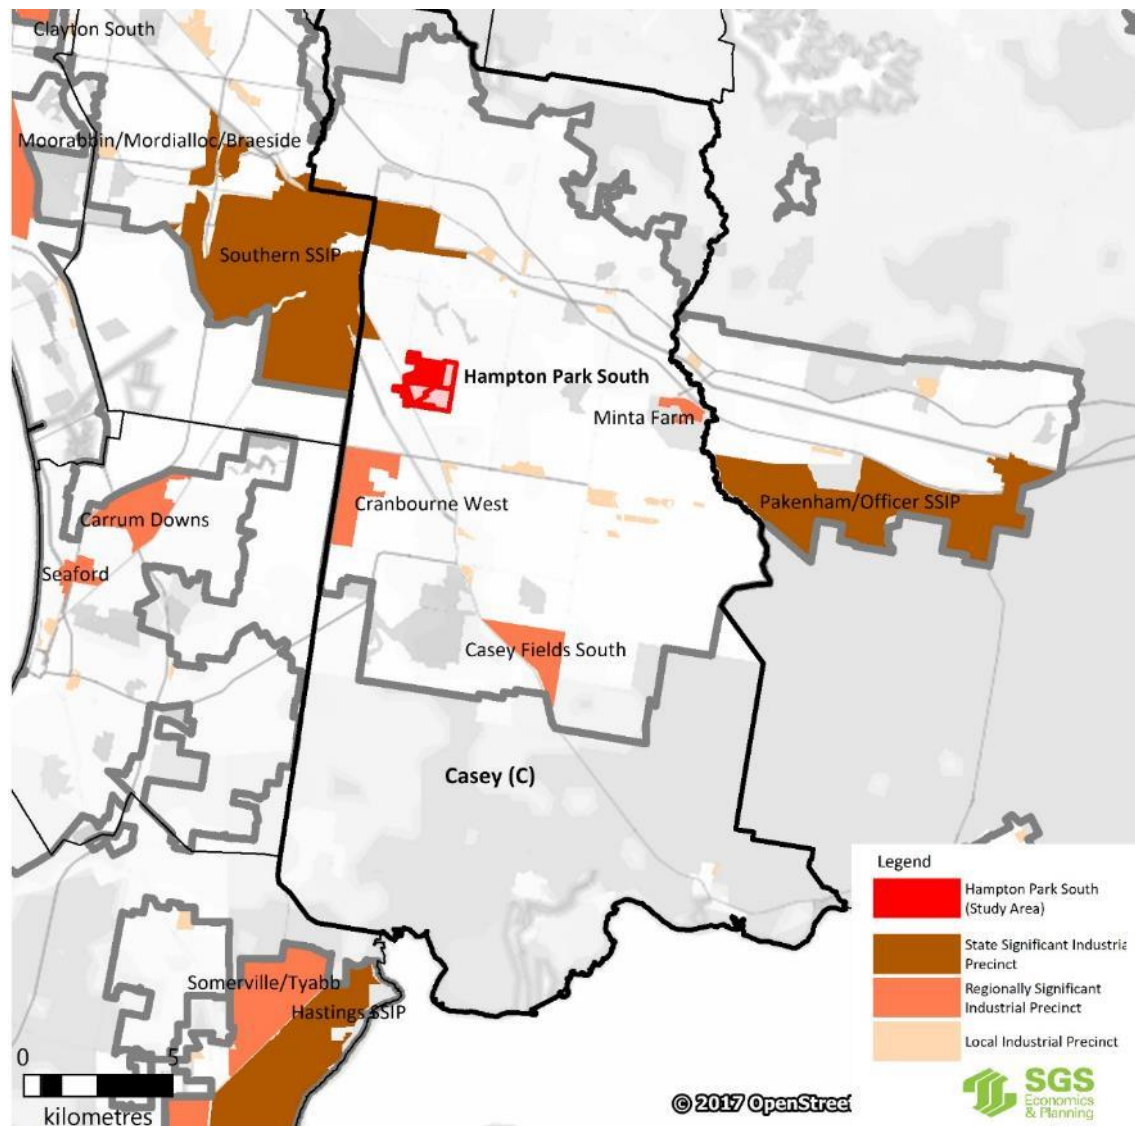 Clayton South
Moorabbin/Mordialloc/Braeside
Southern SSIP
Hampton Park South
Minta Farm
Cranbourne West
Pakenham/Officer SSIP
Carrum Downs
Seaford
Casey Fields South
Casey (C)
Somerville/Tyabb
Hastings SSIP
0 5
kilometres
© 2017 OpenStreet
Legend
Hampton Park South
(Study Area)
State Significant Industria
Precinct
Regionally Significant
Industrial Precinct
Local Industrial Precinct
SGS
Economics
& Planning